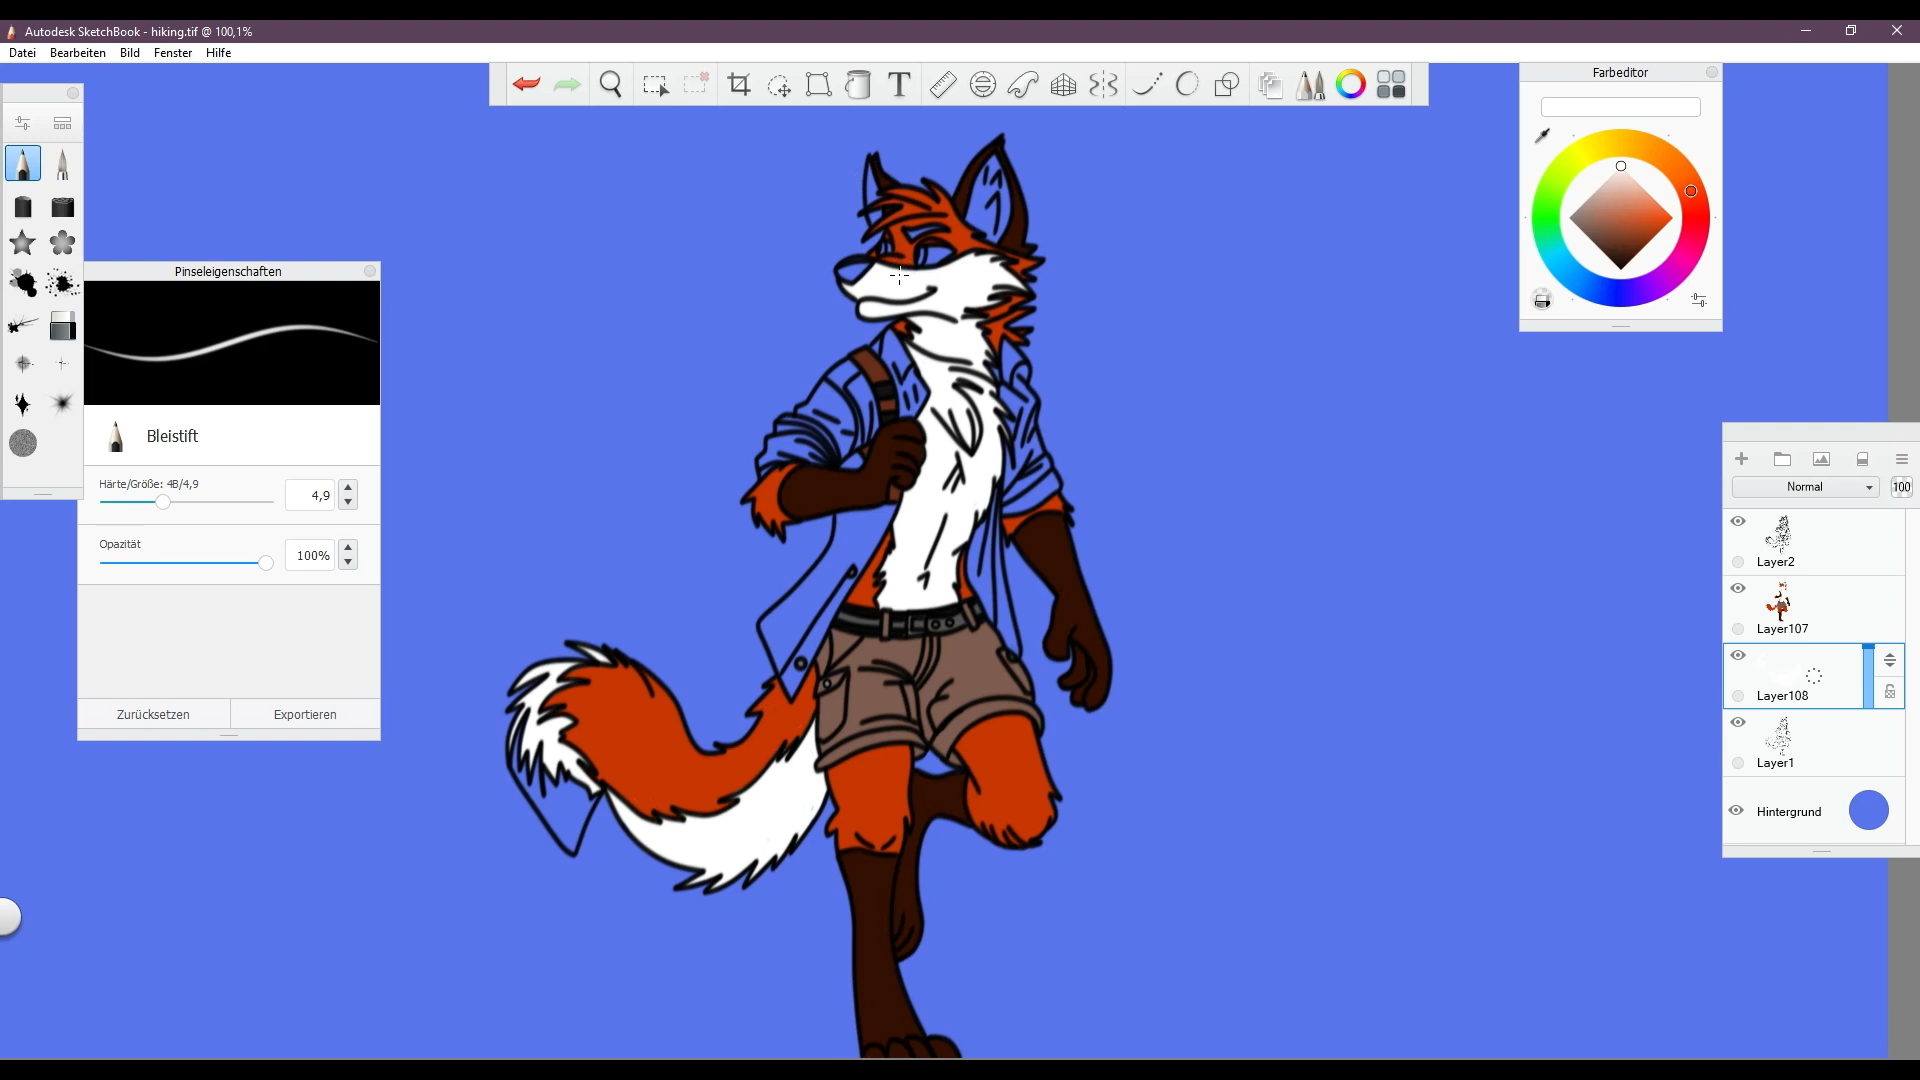 Autodesk SketchBook - hiking.tif @ 100,1%
Datei Bearbeiten Bild Fenster Hilfe
T
Farbeditor
Pinseleigenschaften
Bleistift
Härte/Größe: 4B/4,9
4,9
Opazität
100%
Zurücksetzen Exportieren
Normal 100
Layer2
Layer107
Layer108
Layer1
Hintergrund